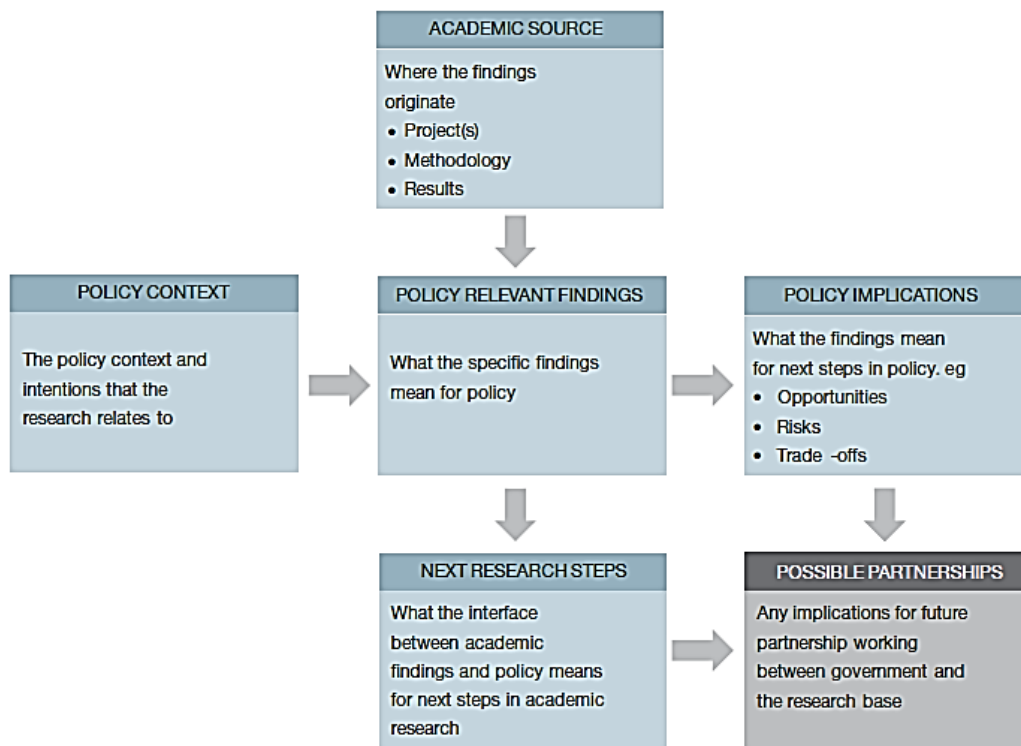 ACADEMIC SOURCE
Where the findings
originate
• Project(s)
• Methodology
• Results
POLICY CONTEXT
The policy context and
intentions that the
research relates to
POLICY RELEVANT FINDINGS
What the specific findings
mean for policy
POLICY IMPLICATIONS
What the findings mean
for next steps in policy. eg
• Opportunities
• Risks
• Trade -offs
NEXT RESEARCH STEPS
What the interface
between academic
findings and policy means
for next steps in academic
research
POSSIBLE PARTNERSHIPS
Any implications for future
partnership working
between government and
the research base